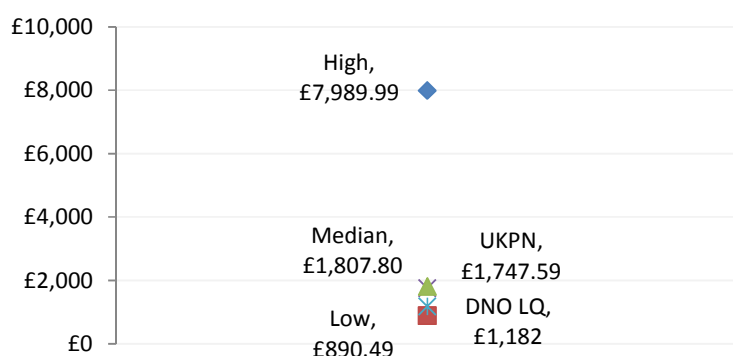 £10,000
High,
£7,989.99
£8,000
£6,000
£4,000
Median,
£1,807.80
UKPN,
£1,747.59
£2,000
DNO LQ,
£1,182
Low,
£890.49
£0